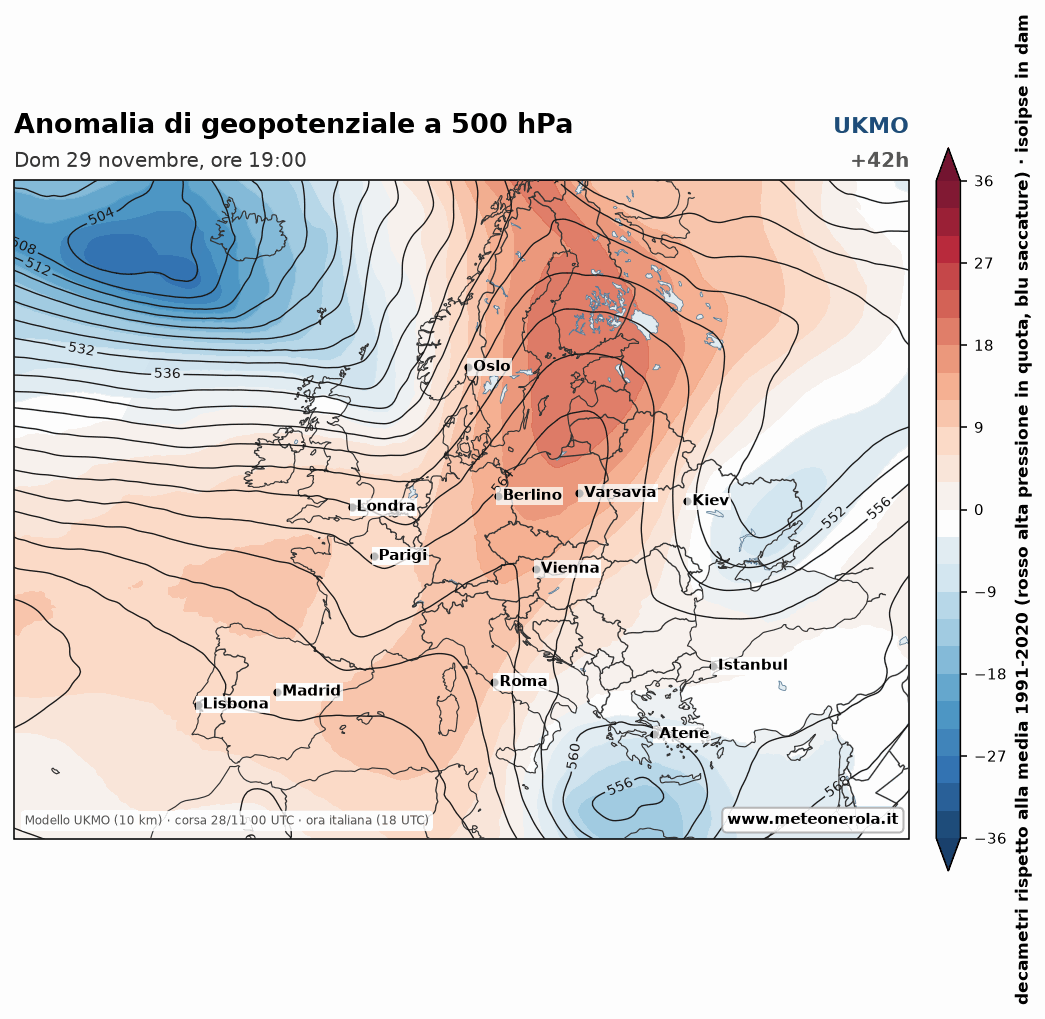 Anomalia di geopotenziale a 500 hPa
UKMO
Dom 29 novembre, ore 19:00
+42h
504
508
512
532
536
Oslo
564
Berlino
Varsavia
Kiev
Londra
552
556
Parigi
Vienna
Istanbul
Roma
Madrid
Lisbona
Atene
560
556
568
Modello UKMO (10 km) · corsa 28/11 00 UTC · ora italiana (18 UTC)
www.meteonerola.it
36
27
18
9
0
−9
−18
−27
−36
decametri rispetto alla media 1991-2020 (rosso alta pressione in quota, blu saccature) · isoipse in dam